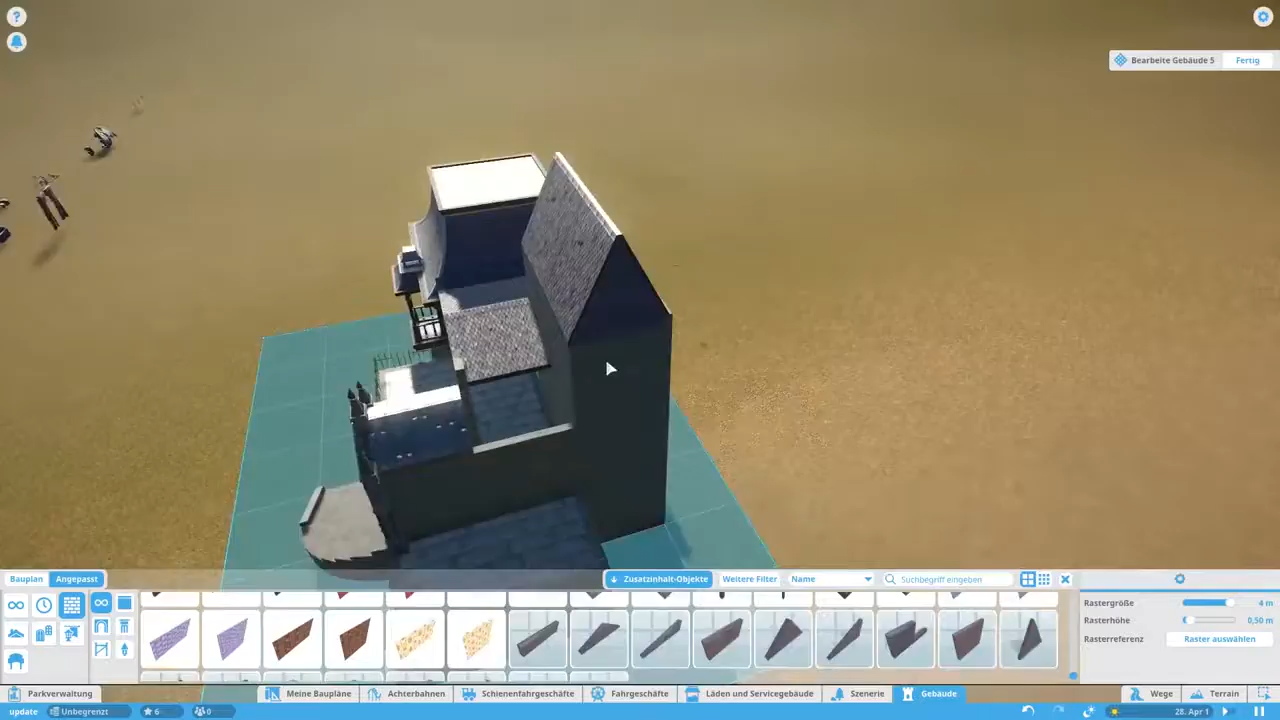 ?
Bearbeite Gebäude 5 Fertig
Bauplan Angepasst Zusatzinhalt-Objekte Weitere Filter Name Suchbegriff eingeben
Rastergröße 4 m
Rasterhöhe 0,50 m
Rasterreferenz Raster auswählen
Parkverwaltung Meine Baupläne Achterbahnen Schienenfahrgeschäfte Fahrgeschäfte Läden und Servicegebäude Szenerie Gebäude Wege Terrain
update Unbegrenzt 6 0 28. Apr 1